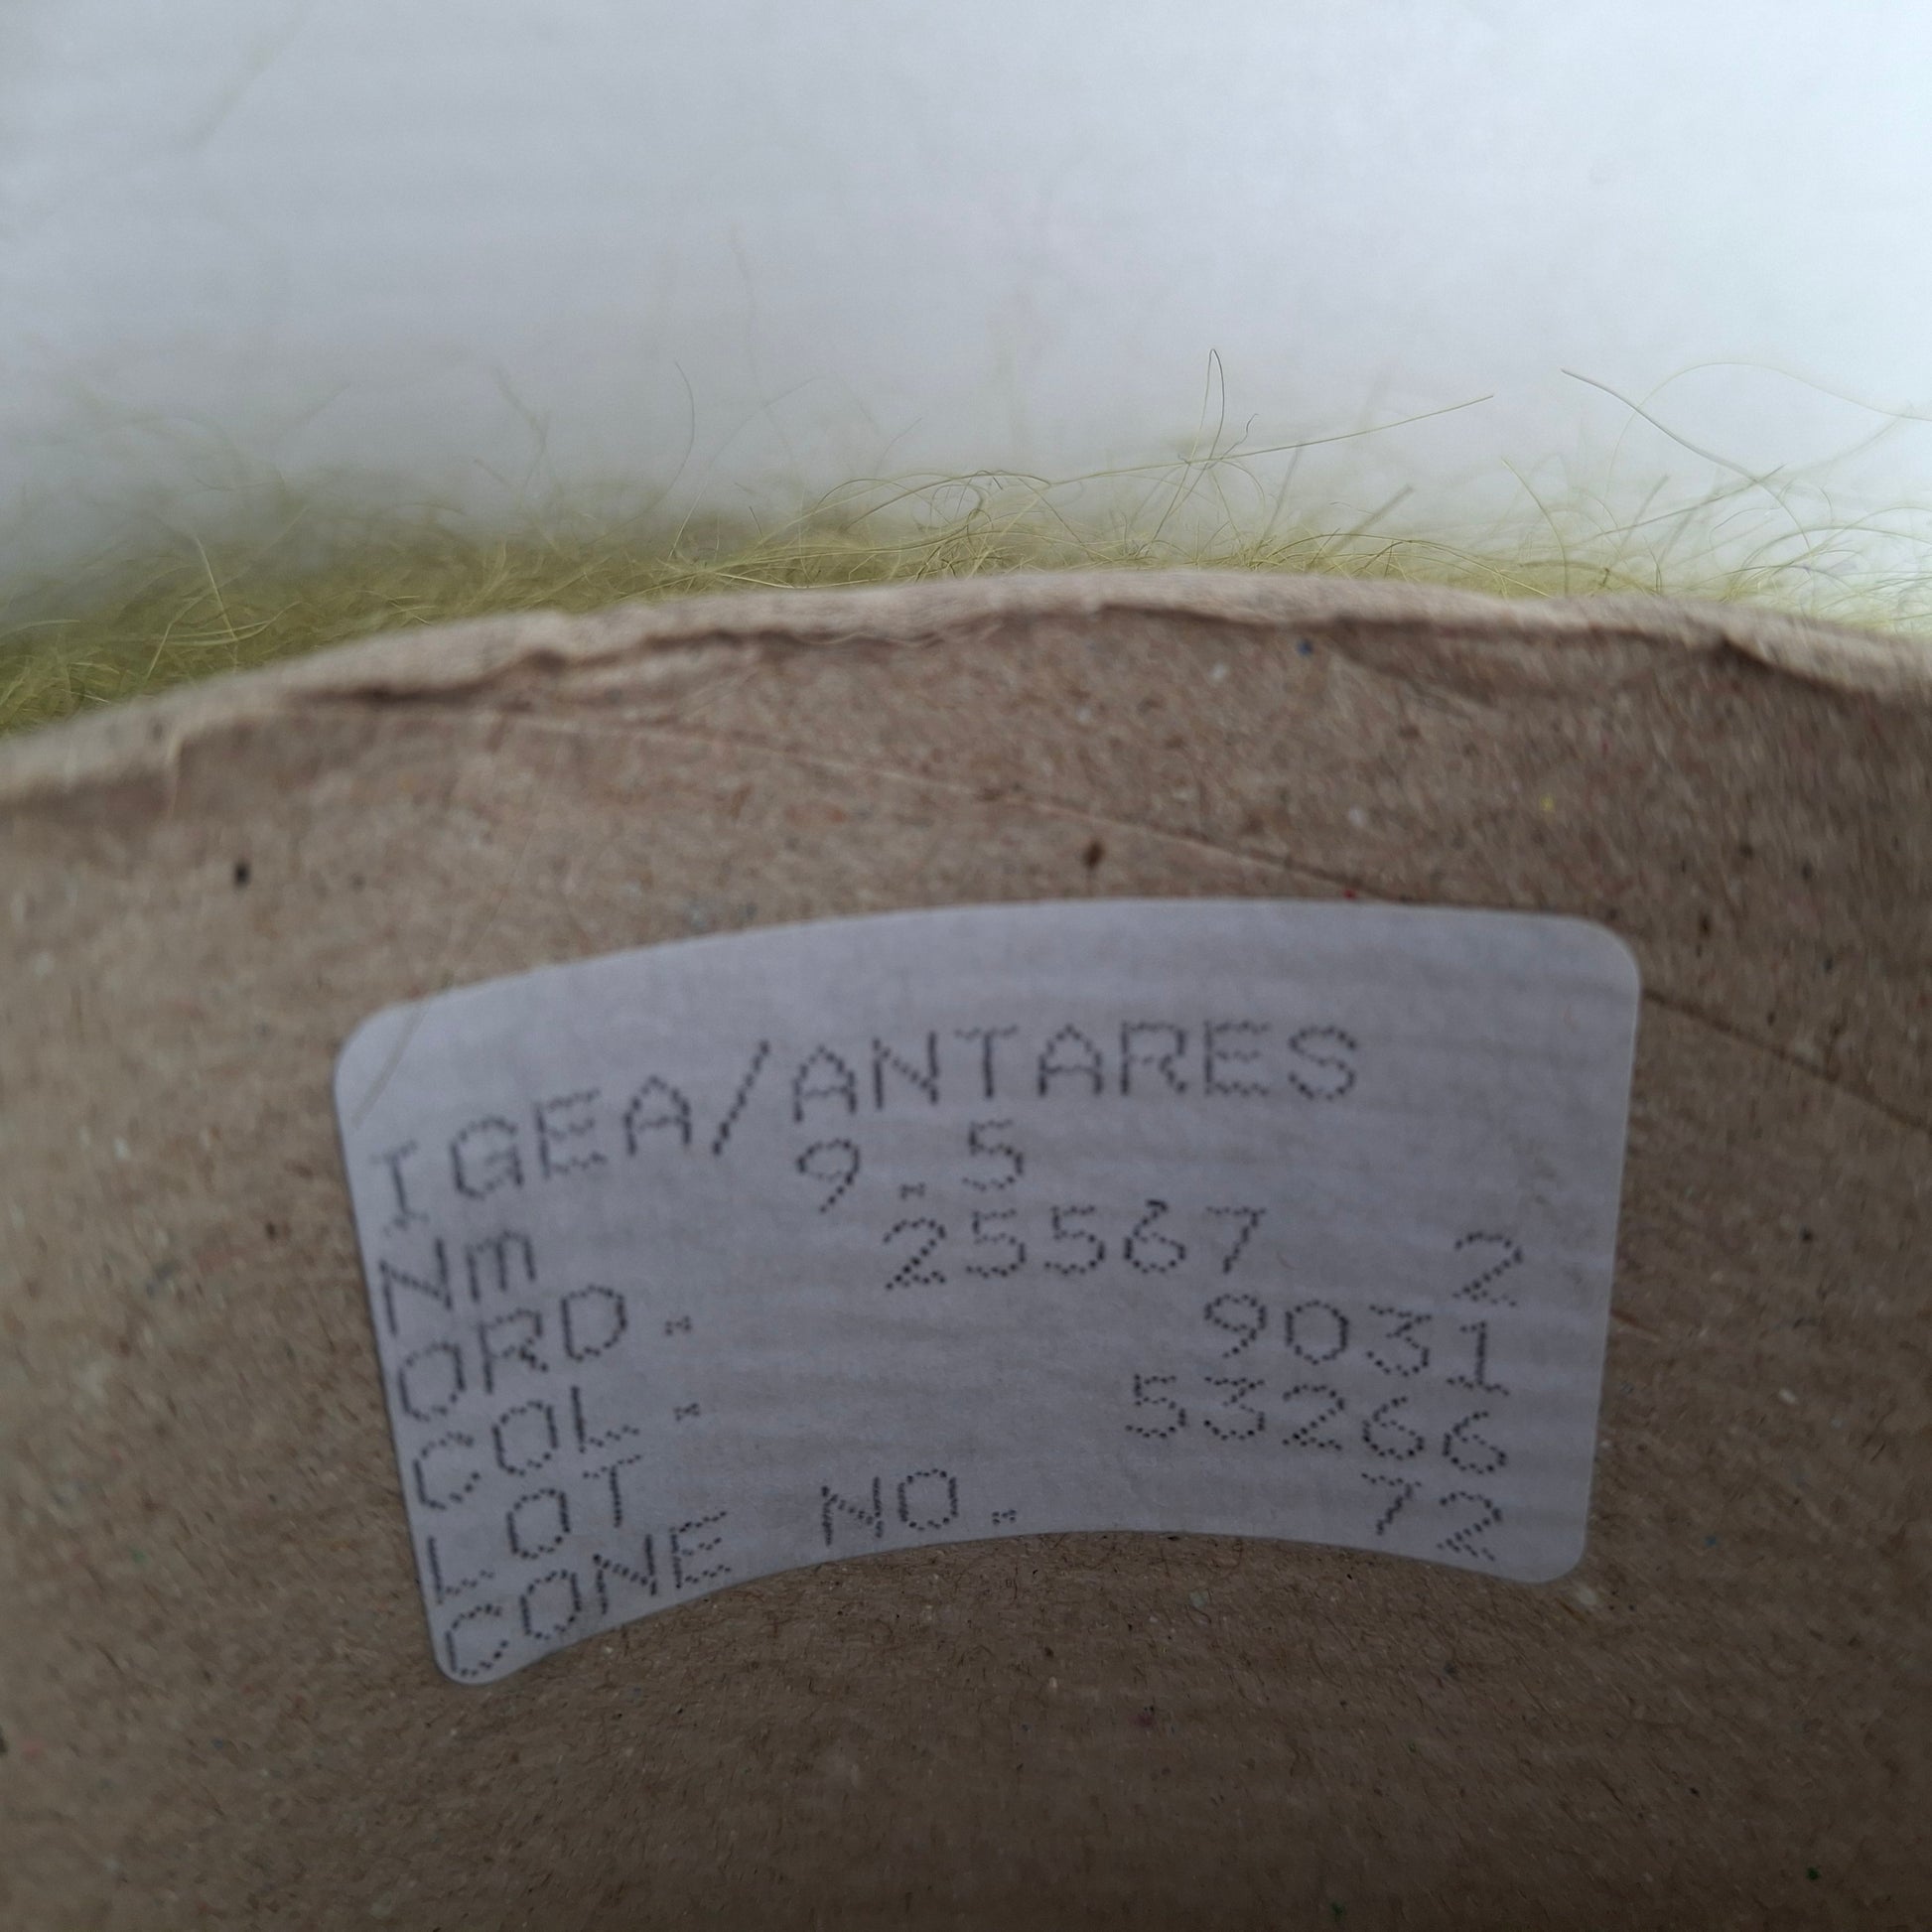 IGEA/ANTARES
Nm 9.5
ORD. 25567 2
COL. 9031
LOT 53266
CONE NO. 72